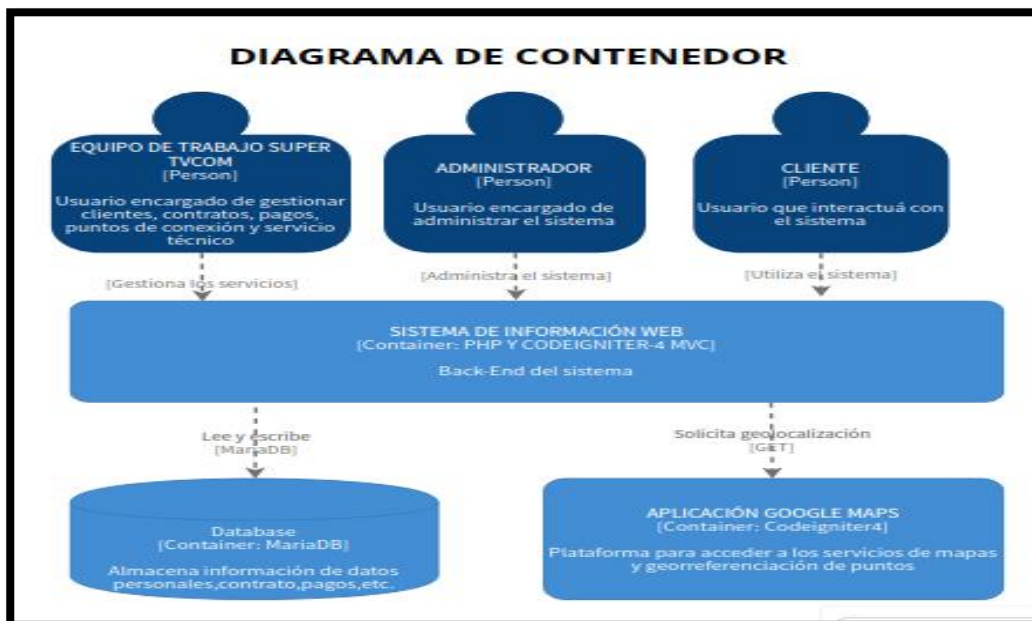 DIAGRAMA DE CONTENEDOR
EQUIPO DE TRABAJO SUPER
TVCOM
[Person]
Usuario encargado de gestionar
clientes, contratos, pagos,
puntos de conexión y servicio
técnico
ADMINISTRADOR
[Person]
Usuario encargado de
administrar el sistema
CLIENTE
[Person]
Usuario que interactuá con
el sistema
[Gestiona los servicios]
[Administra el sistema]
[Utiliza el sistema]
SISTEMA DE INFORMACIÓN WEB
[Container: PHP Y CODEIGNITER-4 MVC]
Back-End del sistema
Lee y escribe
[MariaDB]
Solicita geolocalización
[GET]
Database
[Container: MariaDB]
Almacena información de datos
personales,contrato,pagos,etc.
APLICACIÓN GOOGLE MAPS
[Container: Codeigniter4]
Plataforma para acceder a los servicios de mapas
y georreferenciación de puntos